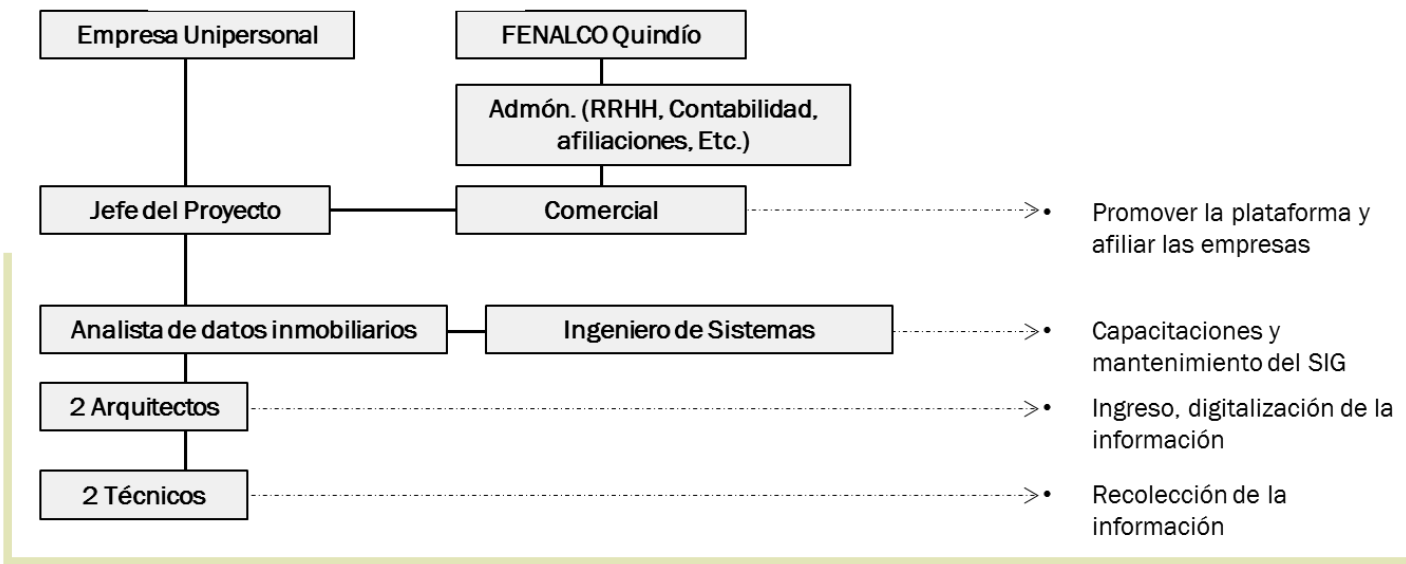 Empresa Unipersonal
FENALCO Quindío
Admón. (RRHH, Contabilidad,
afiliaciones, Etc.)
Jefe del Proyecto
Comercial
• Promover la plataforma y
afiliar las empresas
Analista de datos inmobiliarios
Ingeniero de Sistemas
• Capacitaciones y
mantenimiento del SIG
2 Arquitectos
• Ingreso, digitalización de la
información
2 Técnicos
• Recolección de la
información